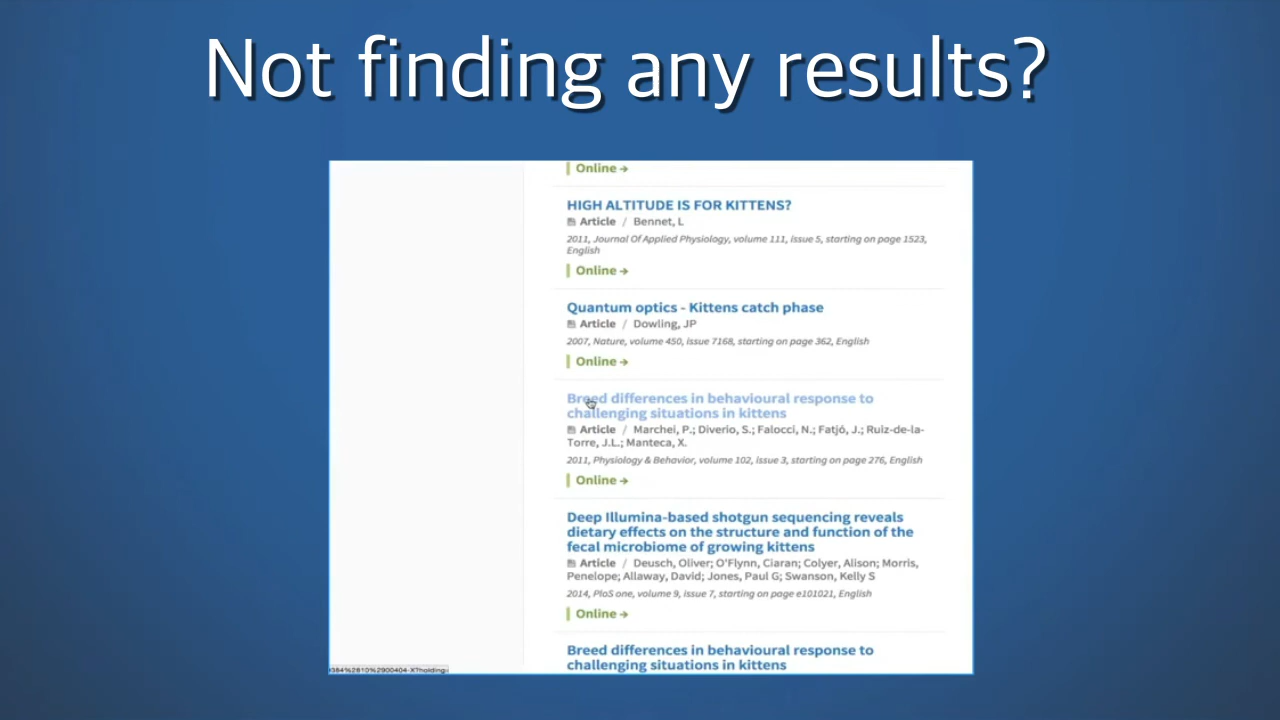 Not finding any results?
Online →
HIGH ALTITUDE IS FOR KITTENS?
Article / Bennet, L
2011, Journal Of Applied Physiology, volume 111, issue 5, starting on page 1523,
English
Online →
Quantum optics - Kittens catch phase
Article / Dowling, JP
2007, Nature, volume 450, issue 7168, starting on page 362, English
Online →
Breed differences in behavioural response to
challenging situations in kittens
Article / Marchei, P.; Diverio, S.; Falocci, N.; Fatjó, J.; Ruiz-de-la-
Torre, J.L.; Manteca, X.
2011, Physiology & Behavior, volume 102, issue 3, starting on page 276, English
Online →
Deep Illumina-based shotgun sequencing reveals
dietary effects on the structure and function of the
fecal microbiome of growing kittens
Article / Deusch, Oliver; O'Flynn, Ciaran; Colyer, Alison; Morris,
Penelope; Allaway, David; Jones, Paul G; Swanson, Kelly S
2014, PloS one, volume 9, issue 7, starting on page e101021, English
Online →
Breed differences in behavioural response to
challenging situations in kittens